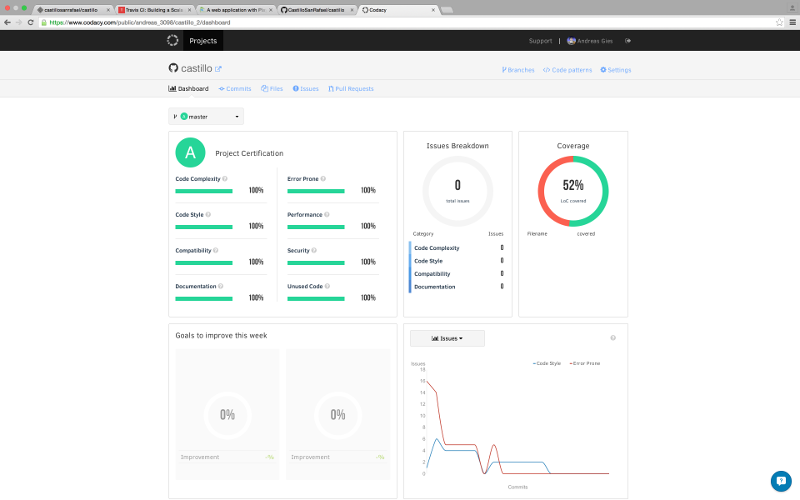 castillosanrafael/castillo
Travis CI: Building a Scala
A web application with Pla
CastilloSanRafael/castillo
Codacy
https://www.codacy.com/public/andreas_3098/castillo_2/dashboard
Projects
Support | Andreas Gies
castillo
Branches Code patterns Settings
Dashboard Commits Files Issues Pull Requests
A master
A Project Certification
Code Complexity 100%
Error Prone 100%
Code Style 100%
Performance 100%
Compatibility 100%
Security 100%
Documentation 100%
Unused Code 100%
Issues Breakdown
0
total issues
Category Issues
Code Complexity 0
Code Style 0
Compatibility 0
Documentation 0
Coverage
52%
LoC covered
Filename covered
Goals to improve this week
0%
Improvement -%
0%
Improvement -%
Issues
Issues
Code Style Error Prone
18
16
14
12
10
8
6
4
2
0
Commits